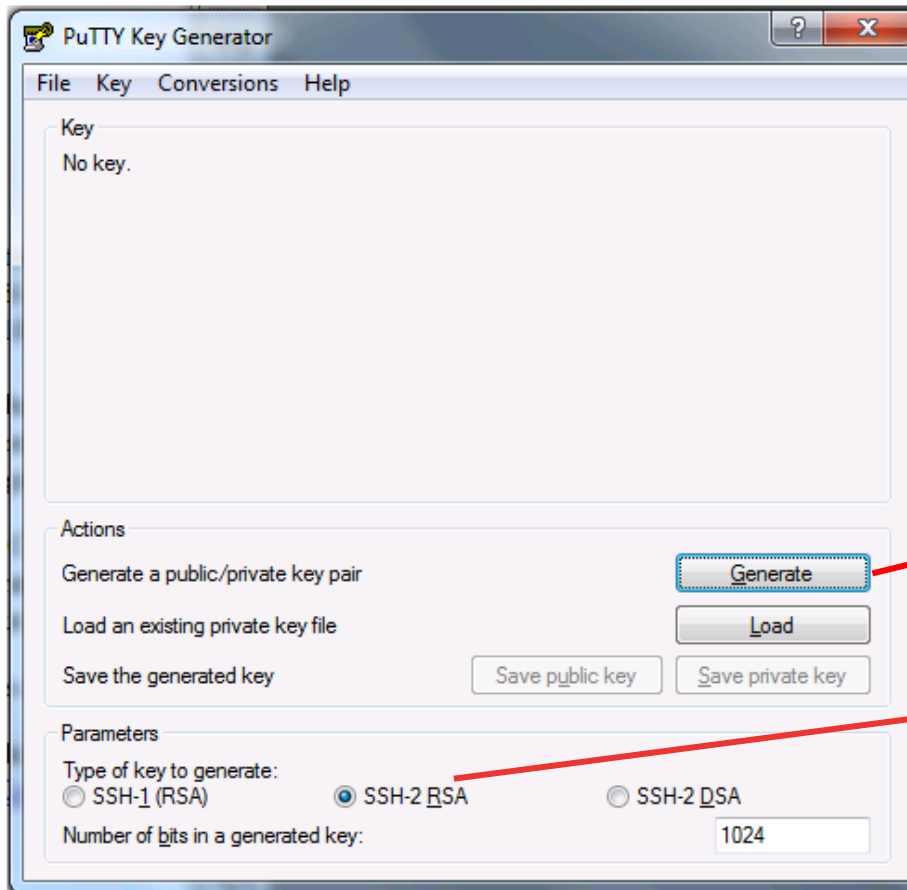 PuTTY Key Generator
File Key Conversions Help
Key
No key.
Actions
Generate a public/private key pair Generate
Load an existing private key file Load
Save the generated key Save public key Save private key
Parameters
Type of key to generate:
SSH-1 (RSA) SSH-2 RSA SSH-2 DSA
Number of bits in a generated key: 1024